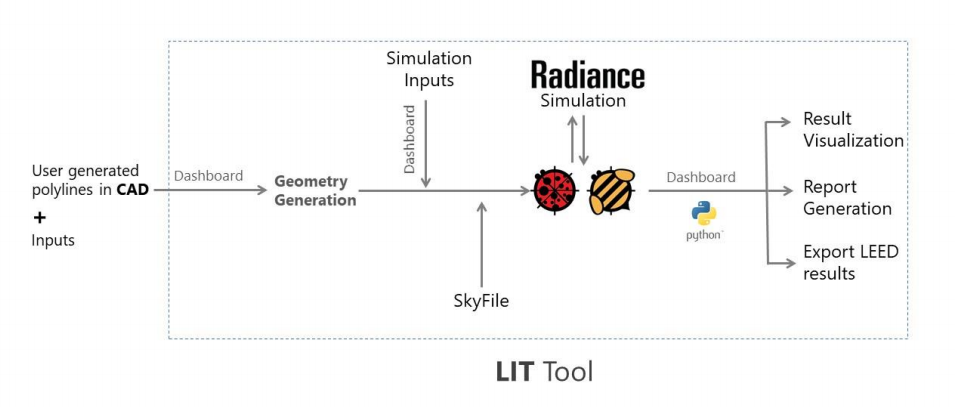 Simulation
Inputs
Radiance
Simulation
Dashboard
Result
Visualization
User generated
polylines in CAD
+
Inputs
Dashboard
Geometry
Generation
Dashboard
python
Report
Generation
Export LEED
results
SkyFile
LIT Tool